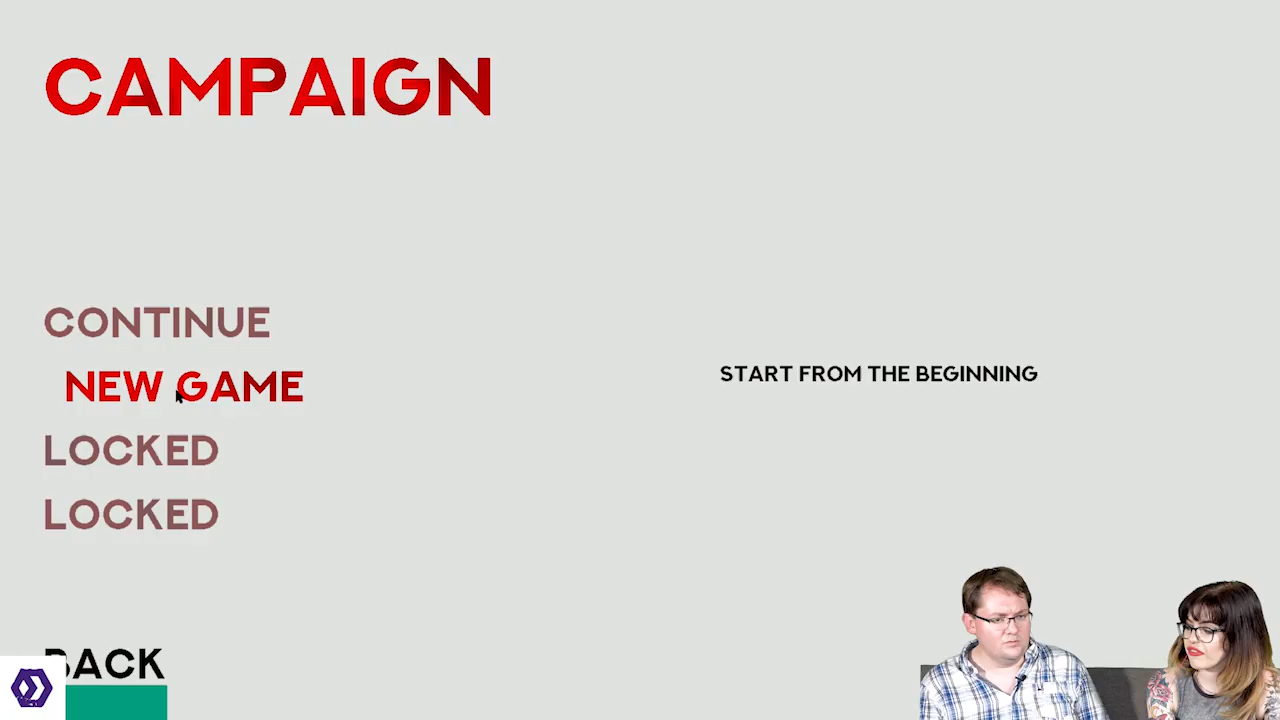 CAMPAIGN
CONTINUE
NEW GAME
START FROM THE BEGINNING
LOCKED
LOCKED
BACK